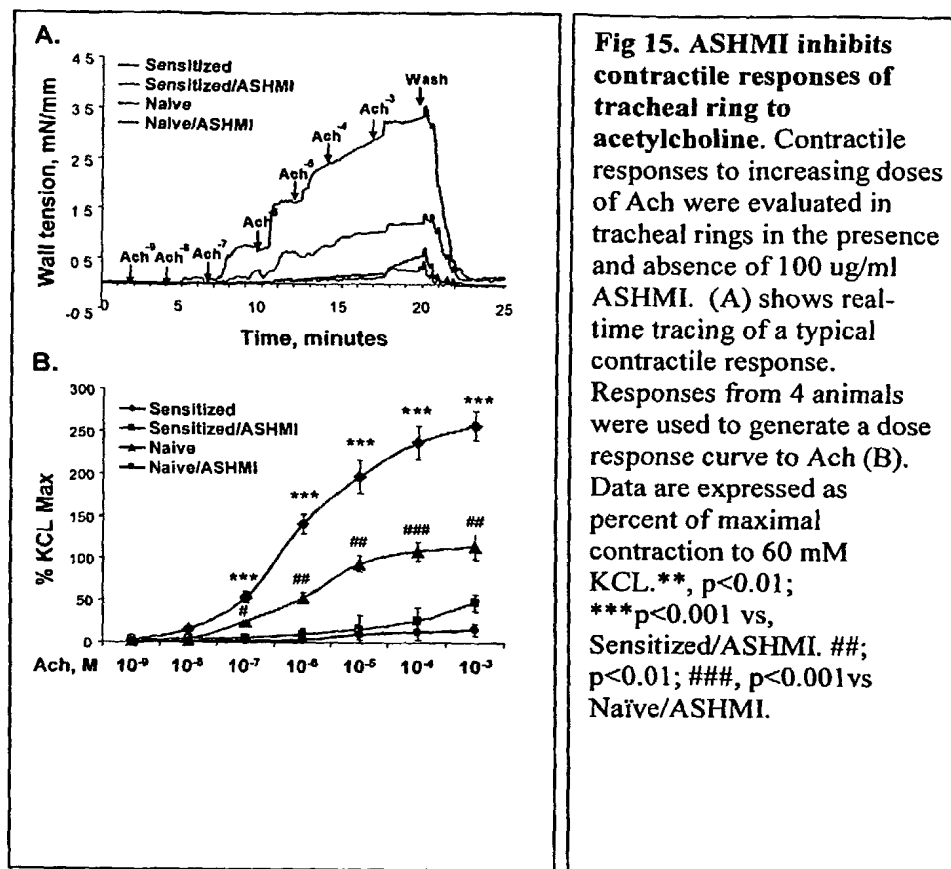 A.
Sensitized
Sensitized/ASHMI
Naive
Naive/ASHMI
Wall tension, mN/mm
4 5
3 5
2 5
1 5
0 5
-0 5
Ach-9
Ach-8
Ach-7
Ach-6
Ach-4
Ach-3
Wash
0 5 10 15 20 25
Time, minutes
B.
Sensitized
Sensitized/ASHMI
Naive
Naive/ASHMI
% KCL Max
300
250
200
150
100
50
0
***
***
***
***
***
#
##
##
###
##
Ach, M 10-9 10-8 10-7 10-6 10-5 10-4 10-3
Fig 15. ASHMI inhibits
contractile responses of
tracheal ring to
acetylcholine. Contractile
responses to increasing doses
of Ach were evaluated in
tracheal rings in the presence
and absence of 100 ug/ml
ASHMI. (A) shows real-
time tracing of a typical
contractile response.
Responses from 4 animals
were used to generate a dose
response curve to Ach (B).
Data are expressed as
percent of maximal
contraction to 60 mM
KCL.**, p<0.01;
***p<0.001 vs,
Sensitized/ASHMI. ##;
p<0.01; ###, p<0.001vs
Naïve/ASHMI.